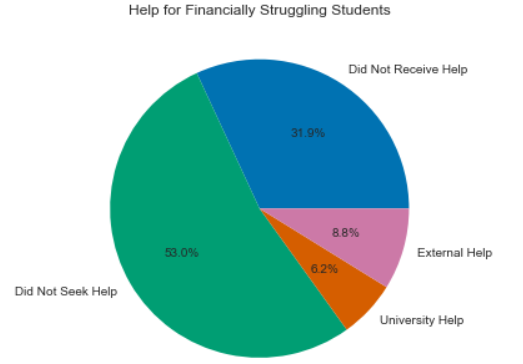 Help for Financially Struggling Students
Did Not Receive Help
31.9%
53.0%
Did Not Seek Help
6.2%
University Help
8.8%
External Help